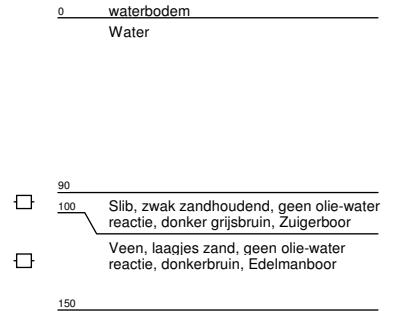 0 waterbodem
Water
90
100 Slib, zwak zandhoudend, geen olie-water
reactie, donker grijsbruin, Zuigerboor
Veen, laagjes zand, geen olie-water
reactie, donkerbruin, Edelmanboor
150